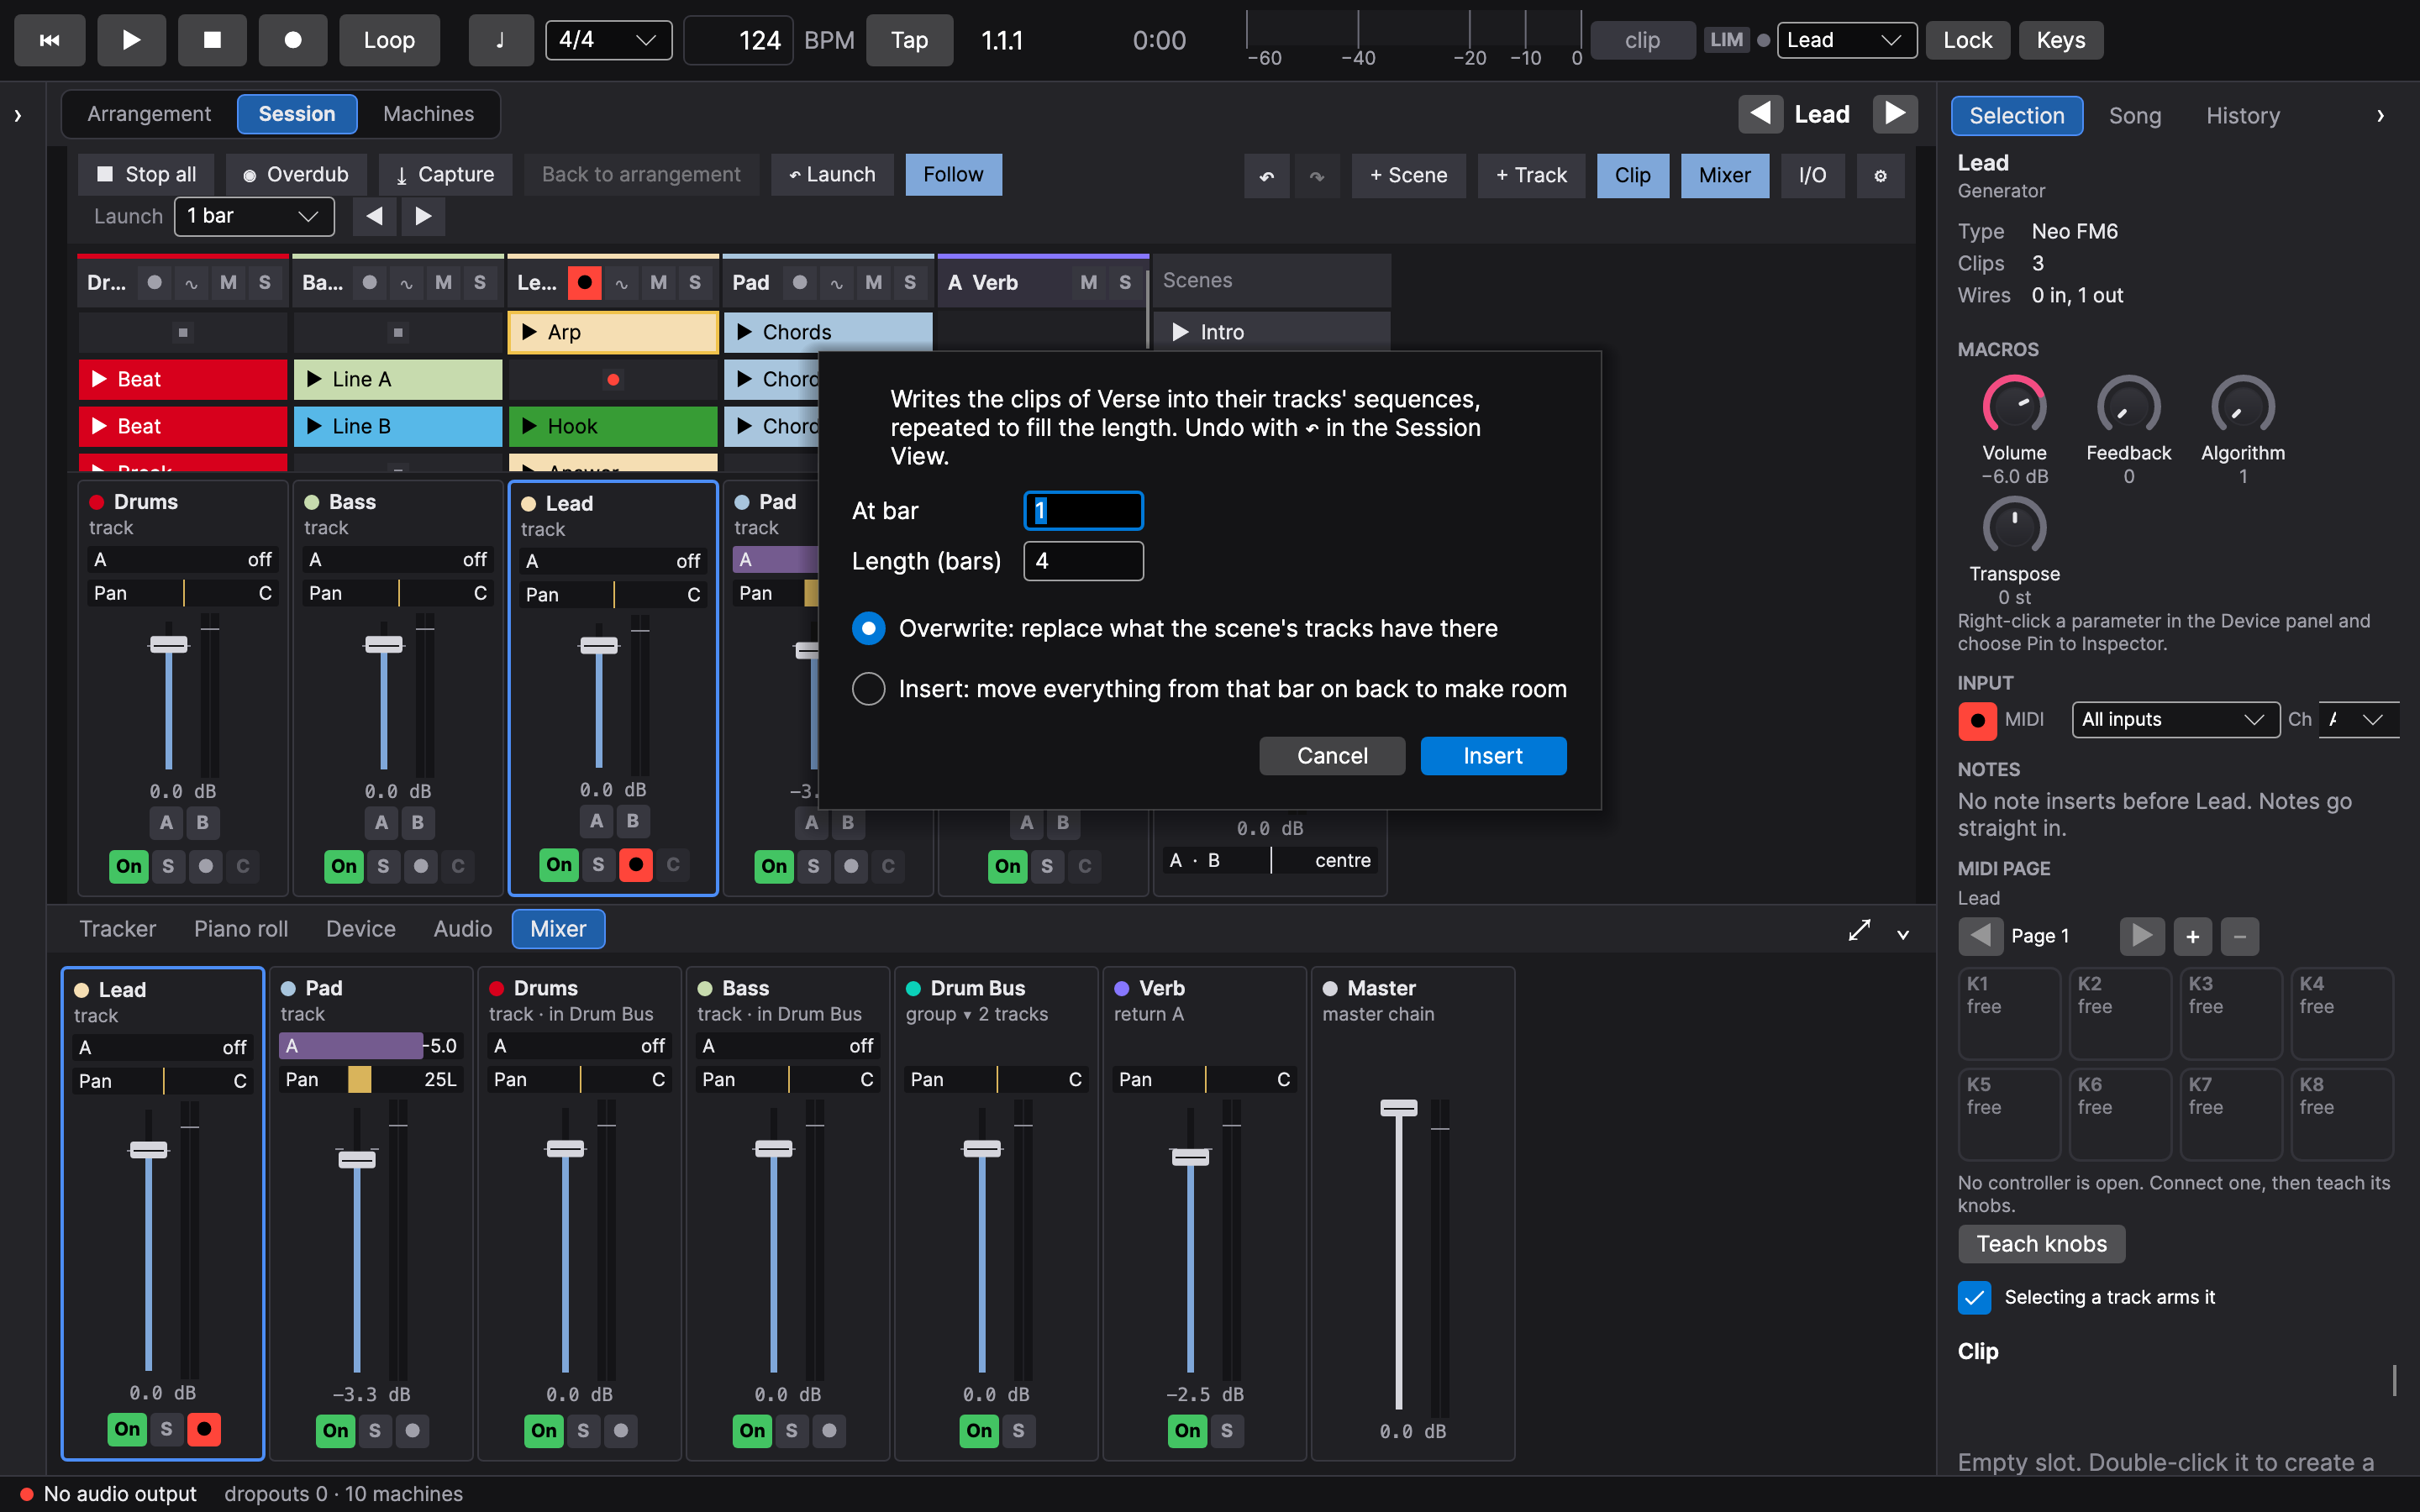 Loop
4/4
124 BPM
Tap
1.1.1
0:00
−60 −40 −20 −10 0
clip
LIM
Lead
Lock
Keys
Arrangement Session Machines
Lead
Selection Song History
Stop all
Overdub
Capture
Back to arrangement
Launch
Follow
+ Scene
+ Track
Clip
Mixer
I/O
Launch 1 bar
Dr... M S
Ba... M S
Le... M S
Pad M S
A Verb M S
Scenes
Arp
Chords
Intro
Beat
Line A
Beat
Line B
Hook
Writes the clips of Verse into their tracks' sequences,
repeated to fill the length. Undo with ↶ in the Session
View.
At bar 1
Length (bars) 4
Overwrite: replace what the scene's tracks have there
Insert: move everything from that bar on back to make room
Cancel Insert
Drums
track
A off
Pan C
0.0 dB
A B
On S C
Bass
track
A off
Pan C
0.0 dB
A B
On S C
Lead
track
A off
Pan C
0.0 dB
A B
On S C
Pad
track
A
Pan
A B
On S C
A B
On S C
0.0 dB
A · B centre
Tracker Piano roll Device Audio Mixer
Lead
track
A off
Pan C
0.0 dB
On S
Pad
track
A −5.0
Pan 25L
−3.3 dB
On S
Drums
track · in Drum Bus
A off
Pan C
0.0 dB
On S
Bass
track · in Drum Bus
A off
Pan C
0.0 dB
On S
Drum Bus
group ▾ 2 tracks
Pan C
0.0 dB
On S
Verb
return A
Pan C
−2.5 dB
On S
Master
master chain
0.0 dB
Lead
Generator
Type Neo FM6
Clips 3
Wires 0 in, 1 out
MACROS
Volume Feedback Algorithm
−6.0 dB 0 1
Transpose
0 st
Right-click a parameter in the Device panel and
choose Pin to Inspector.
INPUT
MIDI All inputs Ch
NOTES
No note inserts before Lead. Notes go
straight in.
MIDI PAGE
Lead
Page 1 + −
K1 K2 K3 K4
free free free free
K5 K6 K7 K8
free free free free
No controller is open. Connect one, then teach its
knobs.
Teach knobs
Selecting a track arms it
Clip
Empty slot. Double-click it to create a
No audio output dropouts 0 · 10 machines